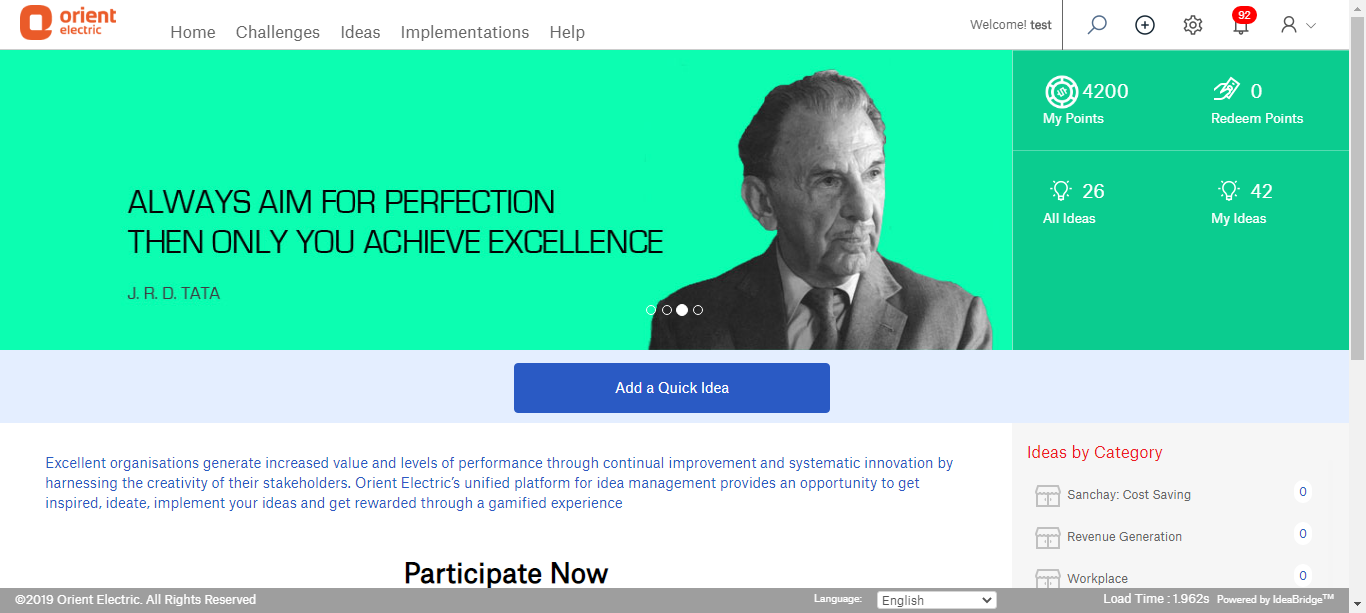 orient
electric
Home Challenges Ideas Implementations Help
Welcome! test
92
4200
My Points
0
Redeem Points
26
All Ideas
42
My Ideas
ALWAYS AIM FOR PERFECTION
THEN ONLY YOU ACHIEVE EXCELLENCE
J. R. D. TATA
Add a Quick Idea
Excellent organisations generate increased value and levels of performance through continual improvement and systematic innovation by
harnessing the creativity of their stakeholders. Orient Electric's unified platform for idea management provides an opportunity to get
inspired, ideate, implement your ideas and get rewarded through a gamified experience
Participate Now
Ideas by Category
Sanchay: Cost Saving 0
Revenue Generation 0
Workplace 0
©2019 Orient Electric. All Rights Reserved
Language: English
Load Time : 1.962s Powered by IdeaBridge™